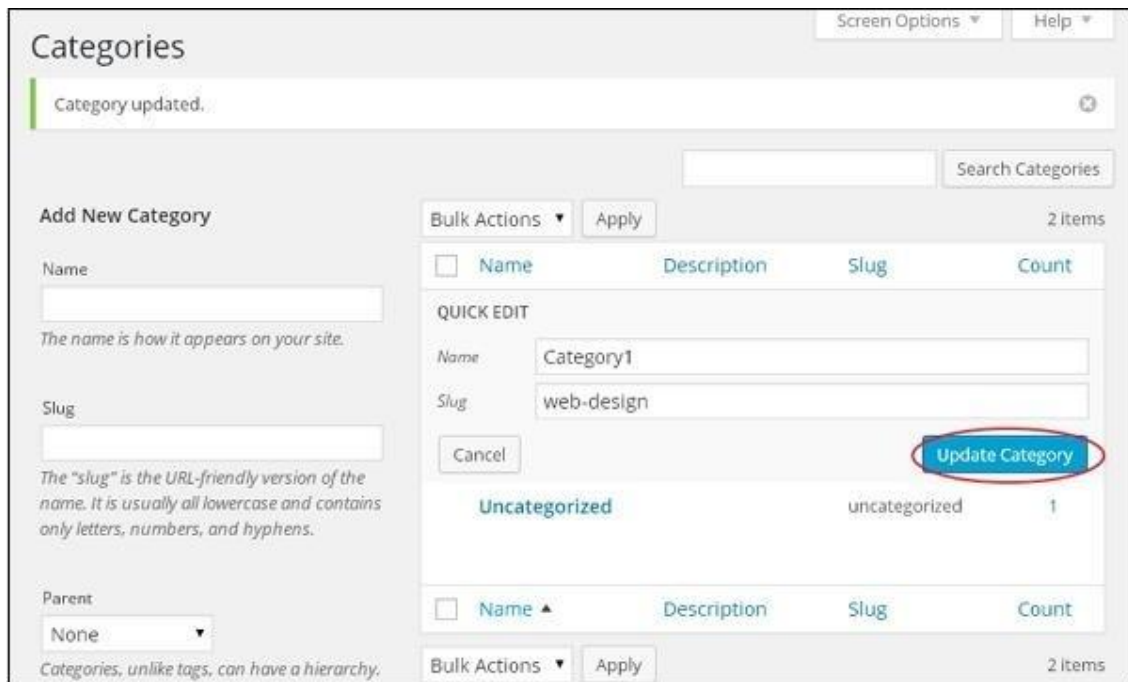 Screen Options ▼
Help ▼
Categories
Category updated.
Search Categories
Add New Category
Name
The name is how it appears on your site.
Slug
The "slug" is the URL-friendly version of the
name. It is usually all lowercase and contains
only letters, numbers, and hyphens.
Parent
None ▼
Categories, unlike tags, can have a hierarchy.
Bulk Actions ▼ Apply 2 items
Name Description Slug Count
QUICK EDIT
Name Category1
Slug web-design
Cancel Update Category
Uncategorized uncategorized 1
Name ▲ Description Slug Count
Bulk Actions ▼ Apply 2 items